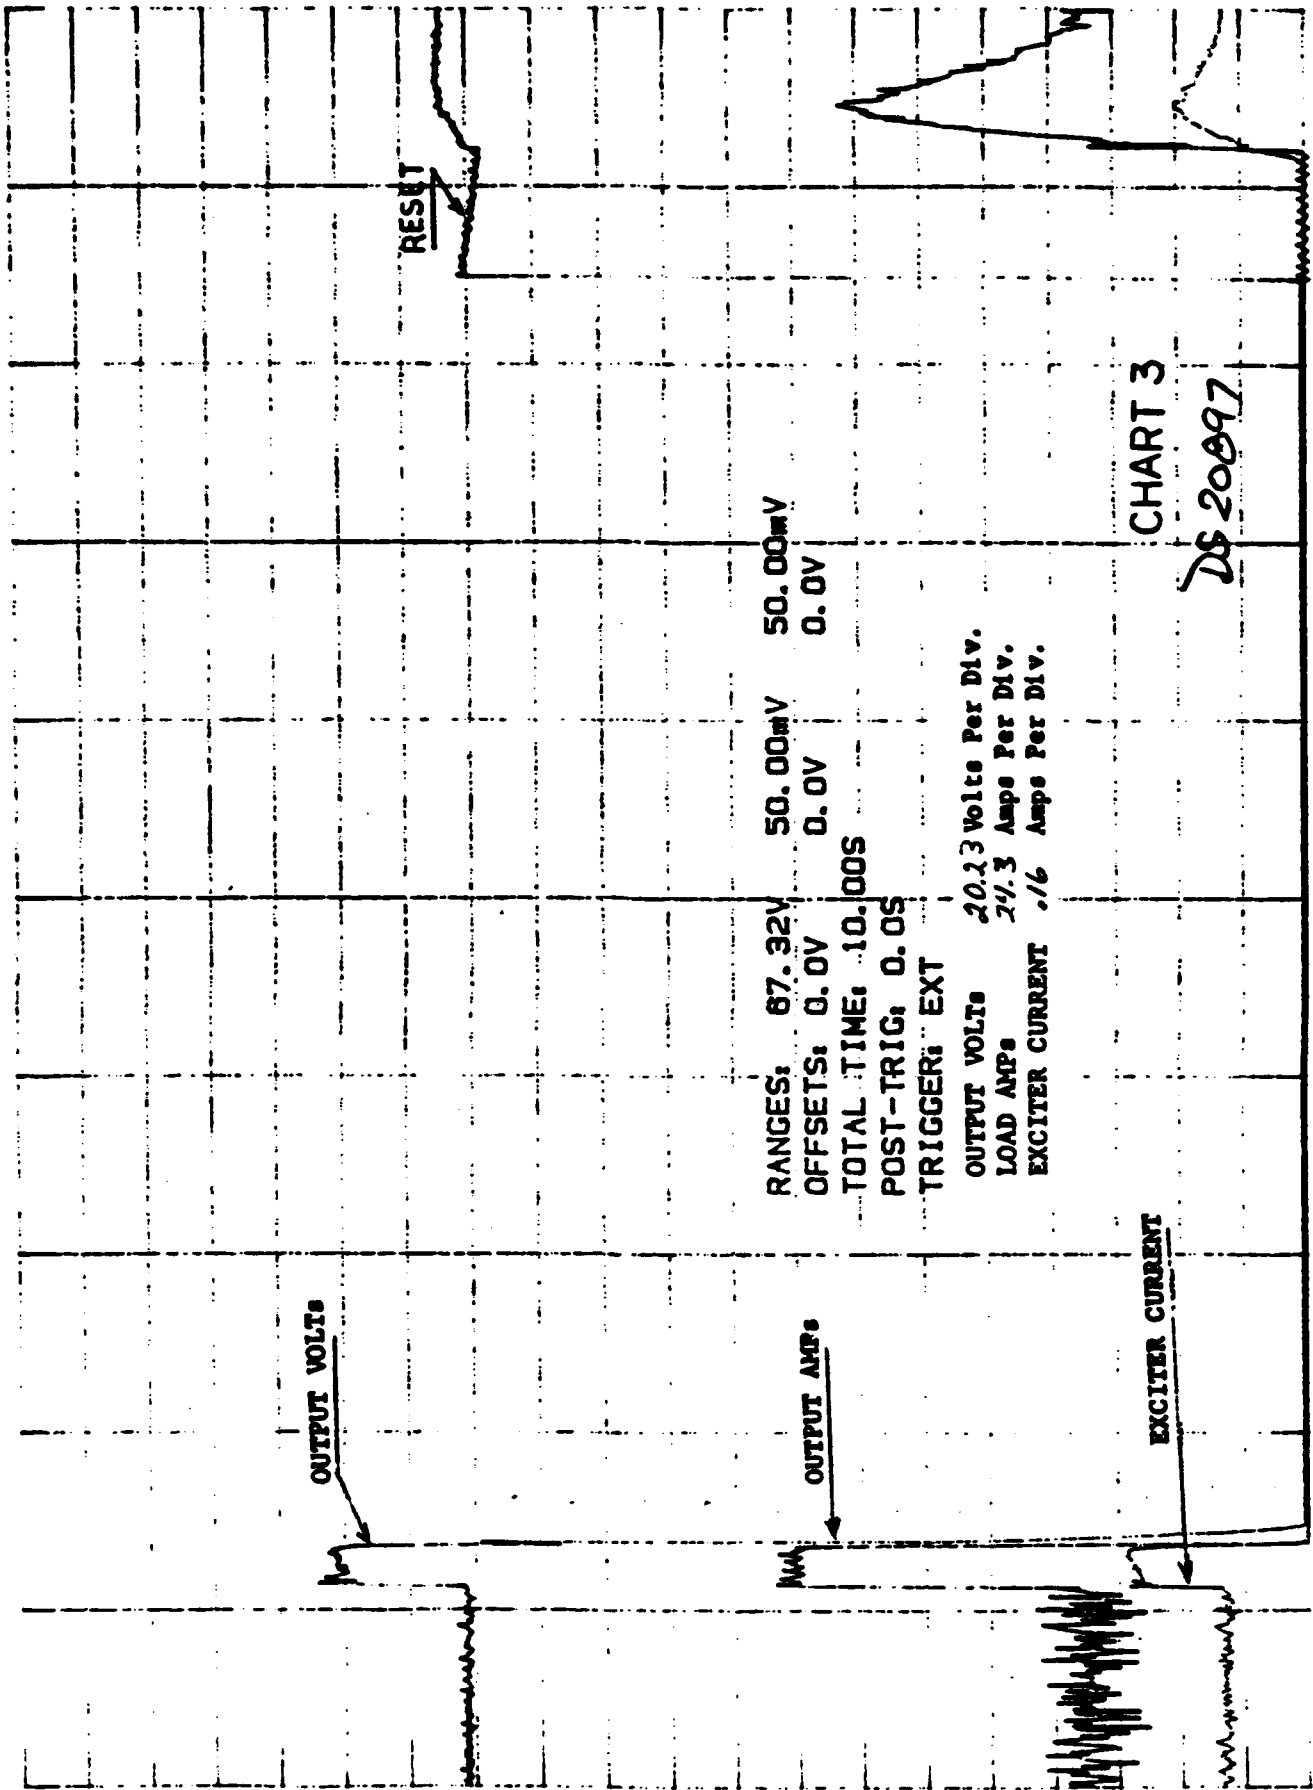 OUTPUT VOLTs
OUTPUT AMPs
EXCITER CURRENT
RESET
RANGES: 67.32V 50.00mV 50.00mV
OFFSETS: 0.0V 0.0V 0.0V
TOTAL TIME: 10.00S
POST-TRIG: 0.0S
TRIGGER: EXT
OUTPUT VOLTs 20.23 Volts Per Div.
LOAD AMPs 24.3 Amps Per Div.
EXCITER CURRENT .16 Amps Per Div.
CHART 3
DS 20897